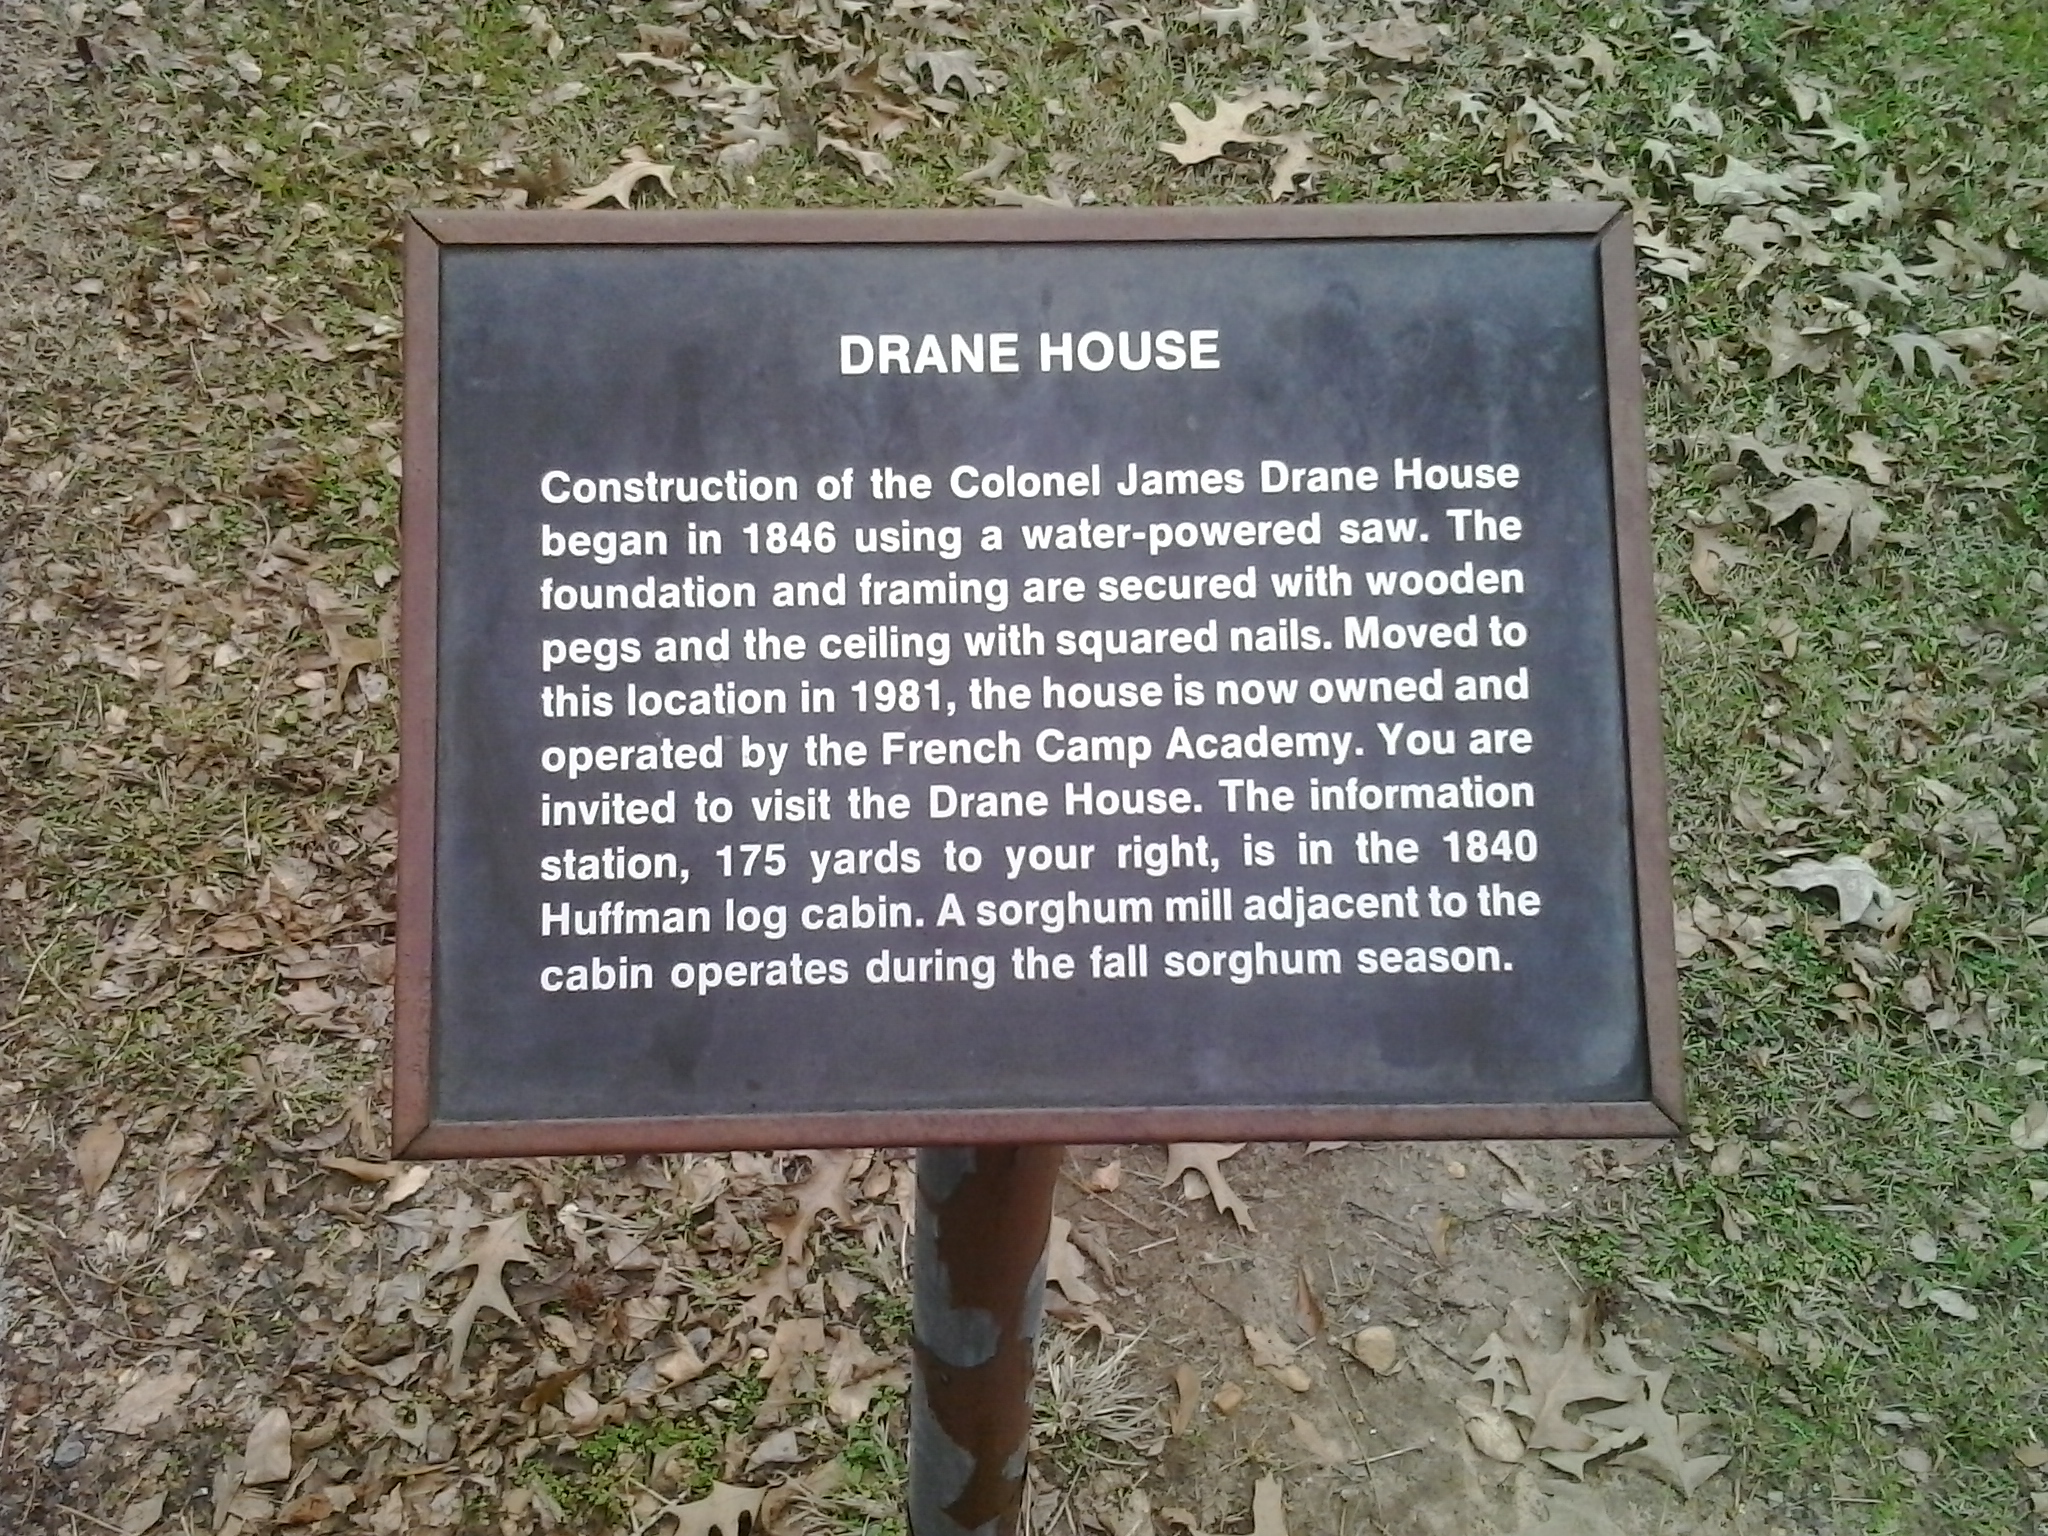 DRANE HOUSE
Construction of the Colonel James Drane House
began in 1846 using a water-powered saw. The
foundation and framing are secured with wooden
pegs and the ceiling with squared nails. Moved to
this location in 1981, the house is now owned and
operated by the French Camp Academy. You are
invited to visit the Drane House. The information
station, 175 yards to your right, is in the 1840
Huffman log cabin. A sorghum mill adjacent to the
cabin operates during the fall sorghum season.